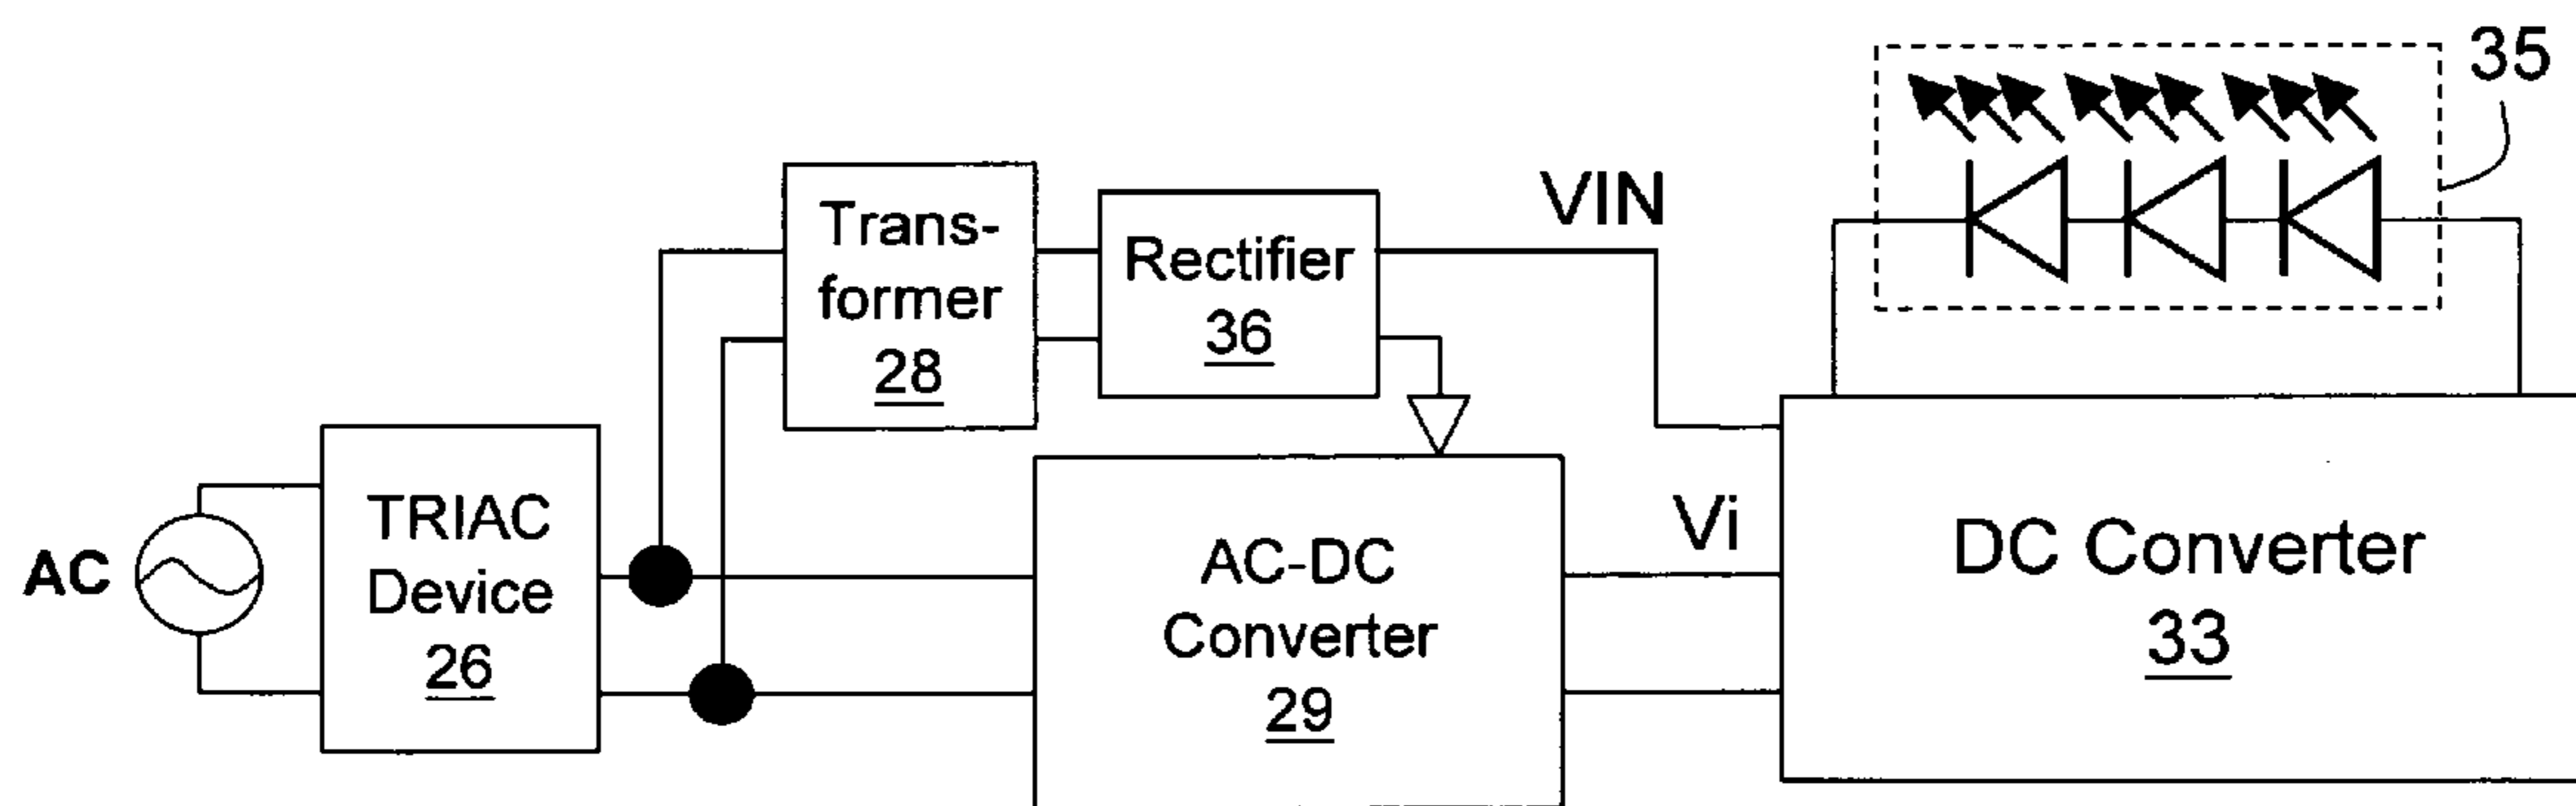 35
Trans-
former
28
Rectifier
36
VIN
AC
TRIAC
Device
26
AC-DC
Converter
29
Vi
DC Converter
33